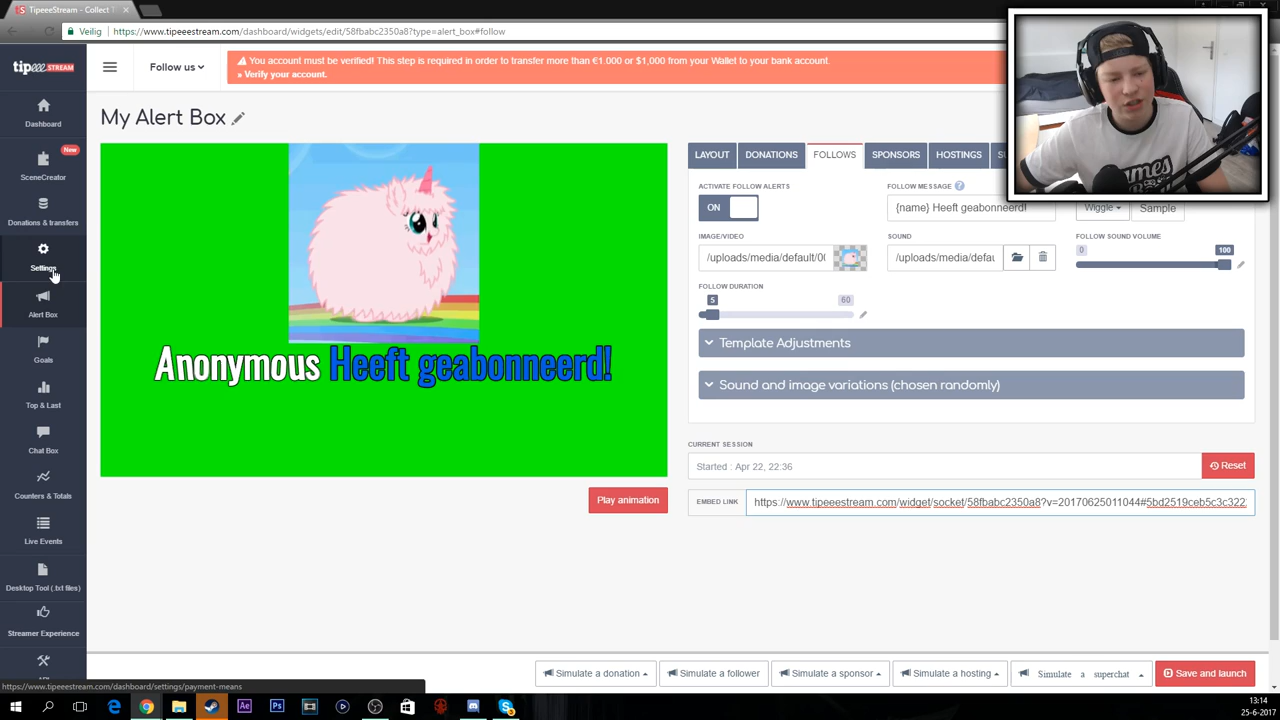 TipeeeStream - Collect T
Veilig
https://www.tipeeestream.com/dashboard/widgets/edit/58fbabc2350a8?type=alert_box#follow
tipeee STREAM
Follow us
You account must be verified! This step is required in order to transfer more than €1.000 or $1,000 from your Wallet to your bank account.
» Verify your account.
Dashboard
New
SceneCreator
Donations & transfers
Settings
Alert Box
Goals
Top & Last
Chat Box
Counters & Totals
Live Events
Desktop Tool (.txt files)
Streamer Experience
API
My Alert Box
Anonymous Heeft geabonneerd!
Play animation
LAYOUT DONATIONS FOLLOWS SPONSORS HOSTINGS
ACTIVATE FOLLOW ALERTS
ON
FOLLOW MESSAGE ?
{name} Heeft geabonneerd!
Wiggle Sample
IMAGE/VIDEO
/uploads/media/default/00
SOUND
/uploads/media/defau
FOLLOW SOUND VOLUME
0 100
FOLLOW DURATION
5 60
Template Adjustments
Sound and image variations (chosen randomly)
CURRENT SESSION
Started : Apr 22, 22:36
Reset
EMBED LINK
https://www.tipeeestream.com/widget/socket/58fbabc2350a8?v=20170625011044#5bd2519ceb5c3c322
Simulate a donation
Simulate a follower
Simulate a sponsor
Simulate a hosting
Simulate a superchat
Save and launch
https://www.tipeeestream.com/dashboard/settings/payment-means
Ae
Ps
13:14
25-6-2017